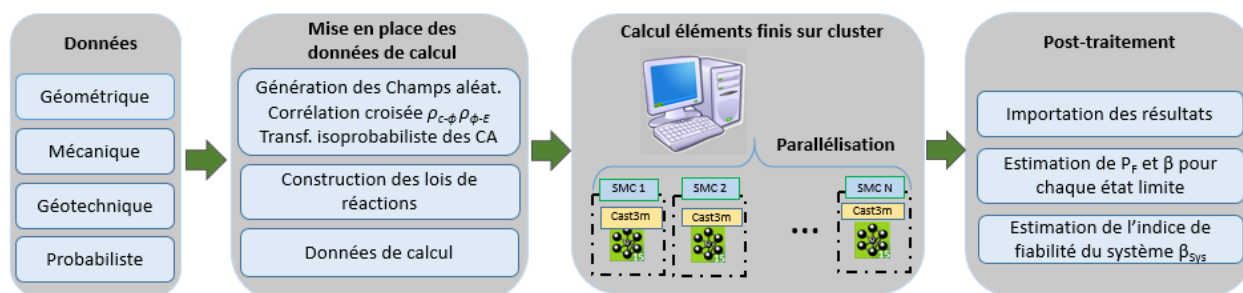 Données
Géométrique
Mécanique
Géotechnique
Probabiliste
Mise en place des
données de calcul
Génération des Champs aléat.
Corrélation croisée ρc-ϕ ρϕ-E
Transf. isoprobabiliste des CA
Construction des lois de
réactions
Données de calcul
Calcul éléments finis sur cluster
Parallélisation
SMC 1
Cast3m
15
SMC 2
Cast3m
15
...
SMC N
Cast3m
15
Post-traitement
Importation des résultats
Estimation de PF et β pour
chaque état limite
Estimation de l’indice de
fiabilité du système βSys